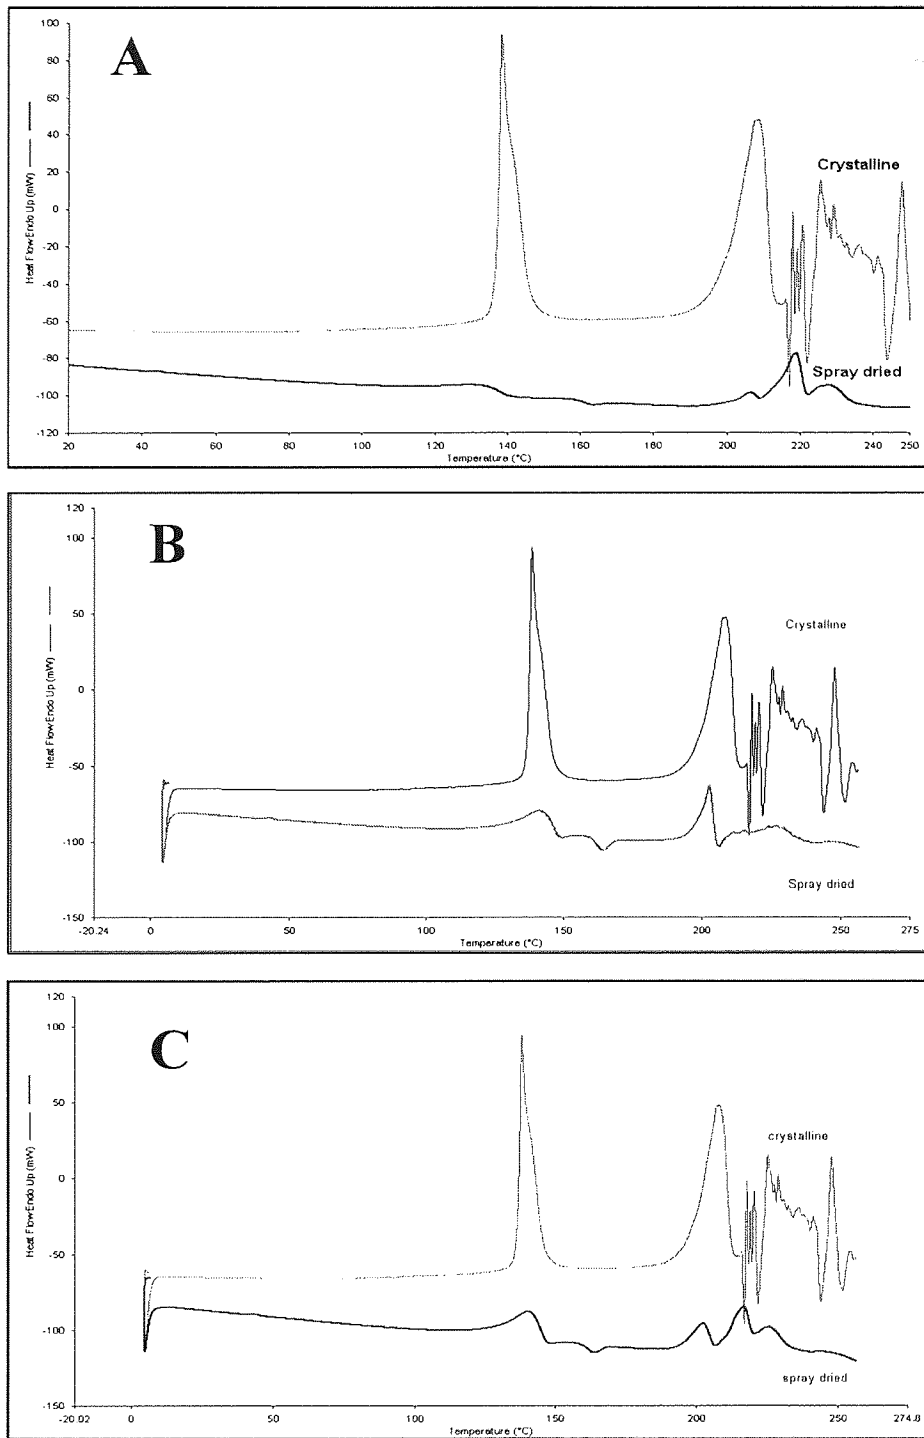 A
Heat Flow Endo Up (mW)
100
80
60
40
20
0
-20
-40
-60
-80
-100
-120
Crystalline
Spray dried
20 40 60 80 100 120 140 160 180 200 220 240 250
Temperature (°C)
B
Heat Flow Endo Up (mW)
120
100
50
0
-50
-100
-150
Crystalline
Spray dried
-20.24 0 50 100 150 200 250 275
Temperature (°C)
C
Heat Flow Endo Up (mW)
120
100
50
0
-50
-100
-150
crystalline
spray dried
-20.02 0 50 100 150 200 250 274.8
Temperature (°C)